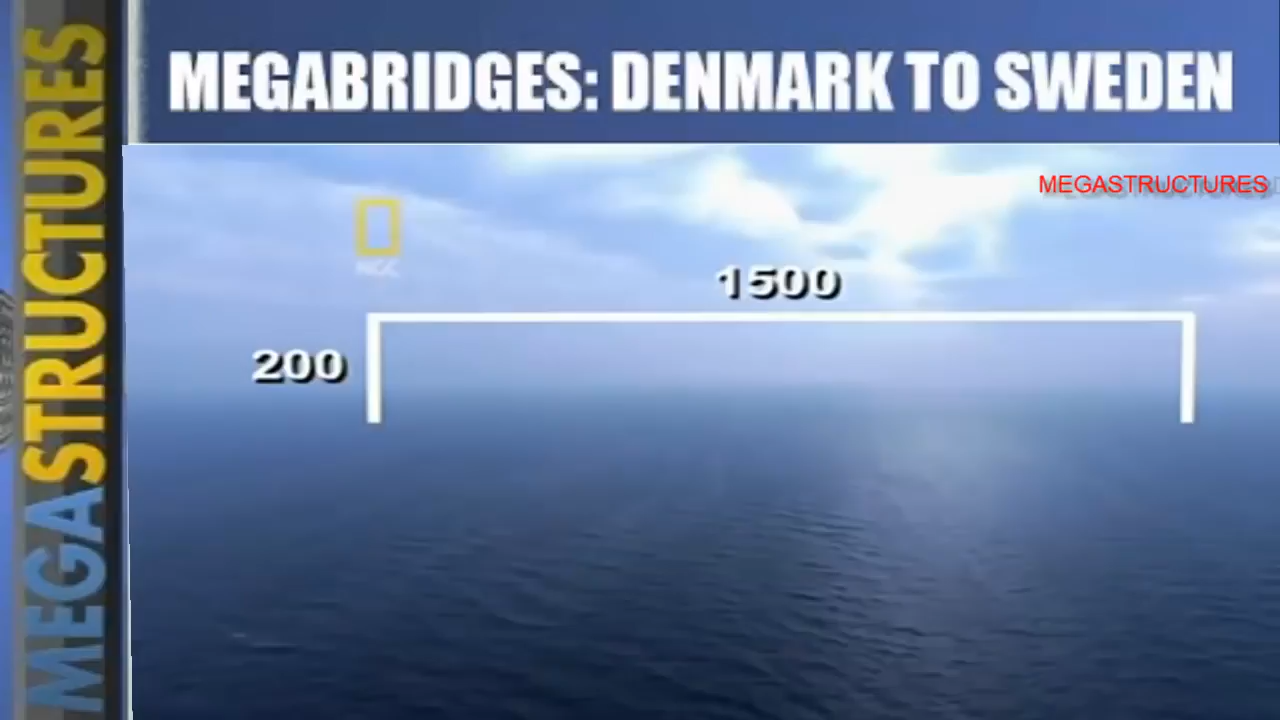 MEGASTRUCTURES
MEGABRIDGES: DENMARK TO SWEDEN
MEGASTRUCTURES
1500
200